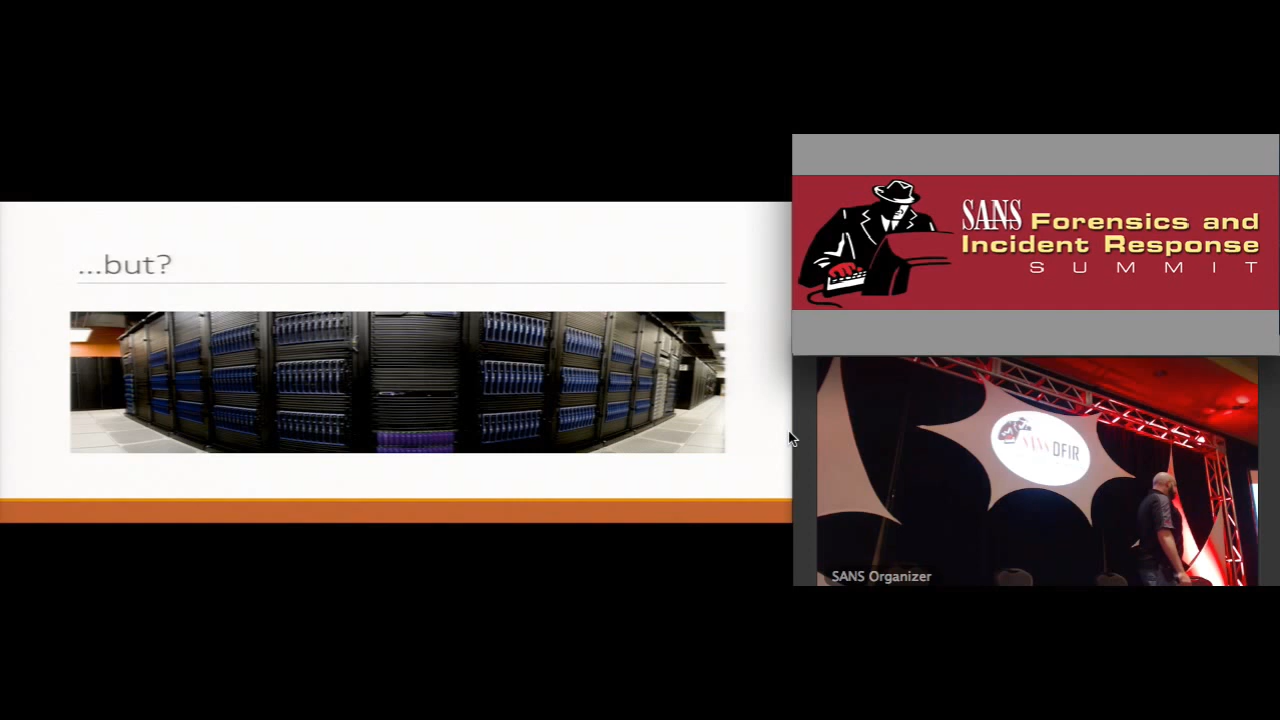 ...but?
SANS Forensics and
Incident Response
SUMMIT
SANS DFIR
SANS Organizer